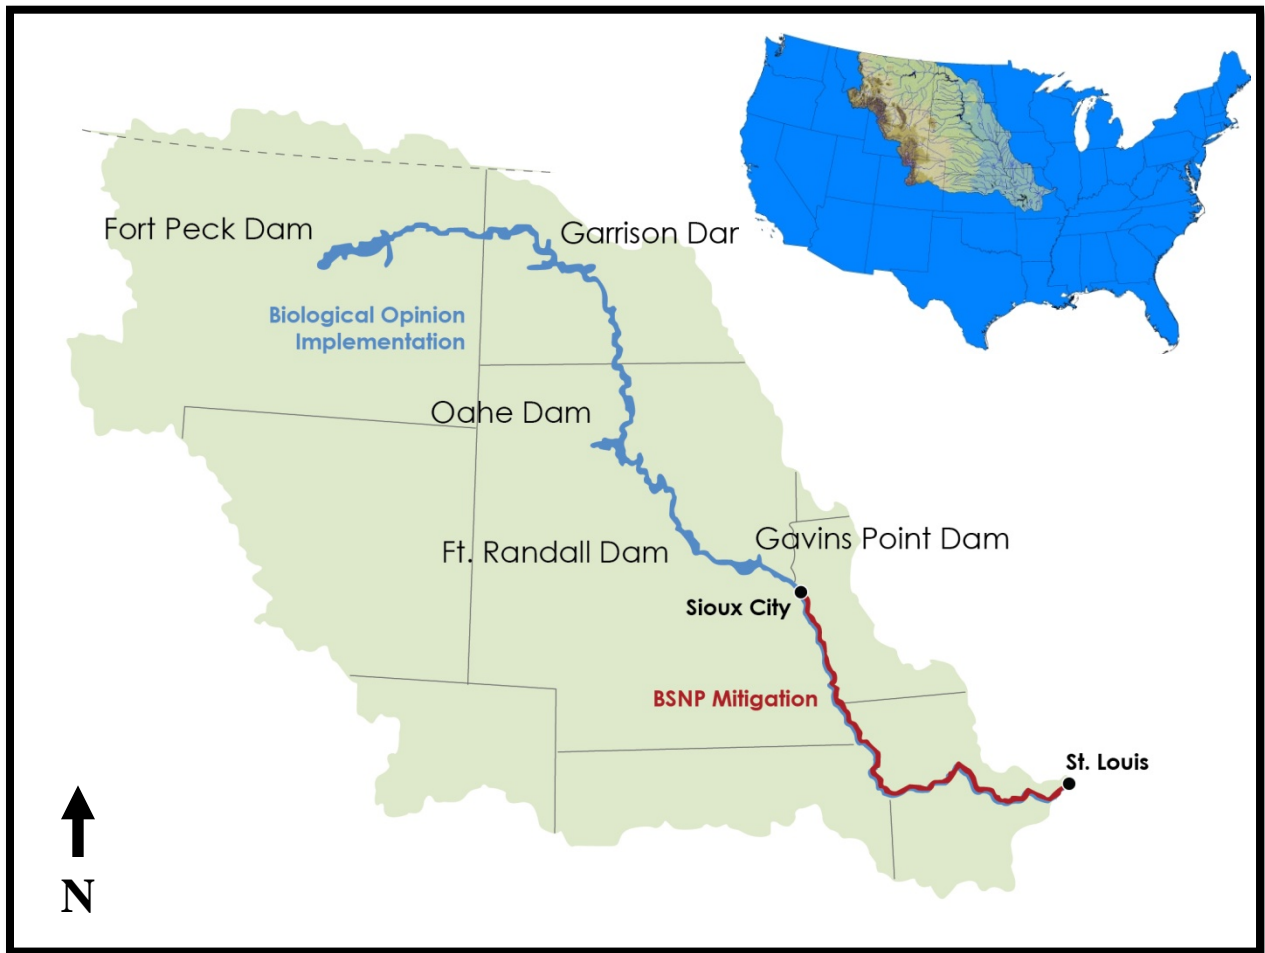 Fort Peck Dam
Garrison Dar
Biological Opinion
Implementation
Oahe Dam
Gavins Point Dam
Ft. Randall Dam
Sioux City
BSNP Mitigation
St. Louis
N